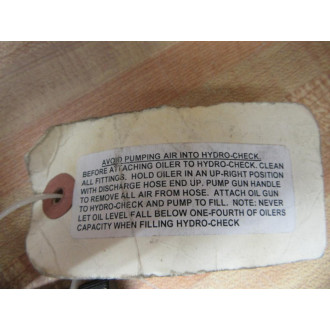 AVOID PUMPING AIR INTO HYDRO-CHECK.
BEFORE ATTACHING OILER TO HYDRO-CHECK. CLEAN
ALL FITTINGS. HOLD OILER IN AN UP-RIGHT POSITION
WITH DISCHARGE HOSE END UP. PUMP GUN HANDLE
TO REMOVE ALL AIR FROM HOSE. ATTACH OIL GUN
TO HYDRO-CHECK AND PUMP TO FILL. NOTE: NEVER
LET OIL LEVEL FALL BELOW ONE-FOURTH OF OILERS
CAPACITY WHEN FILLING HYDRO-CHECK